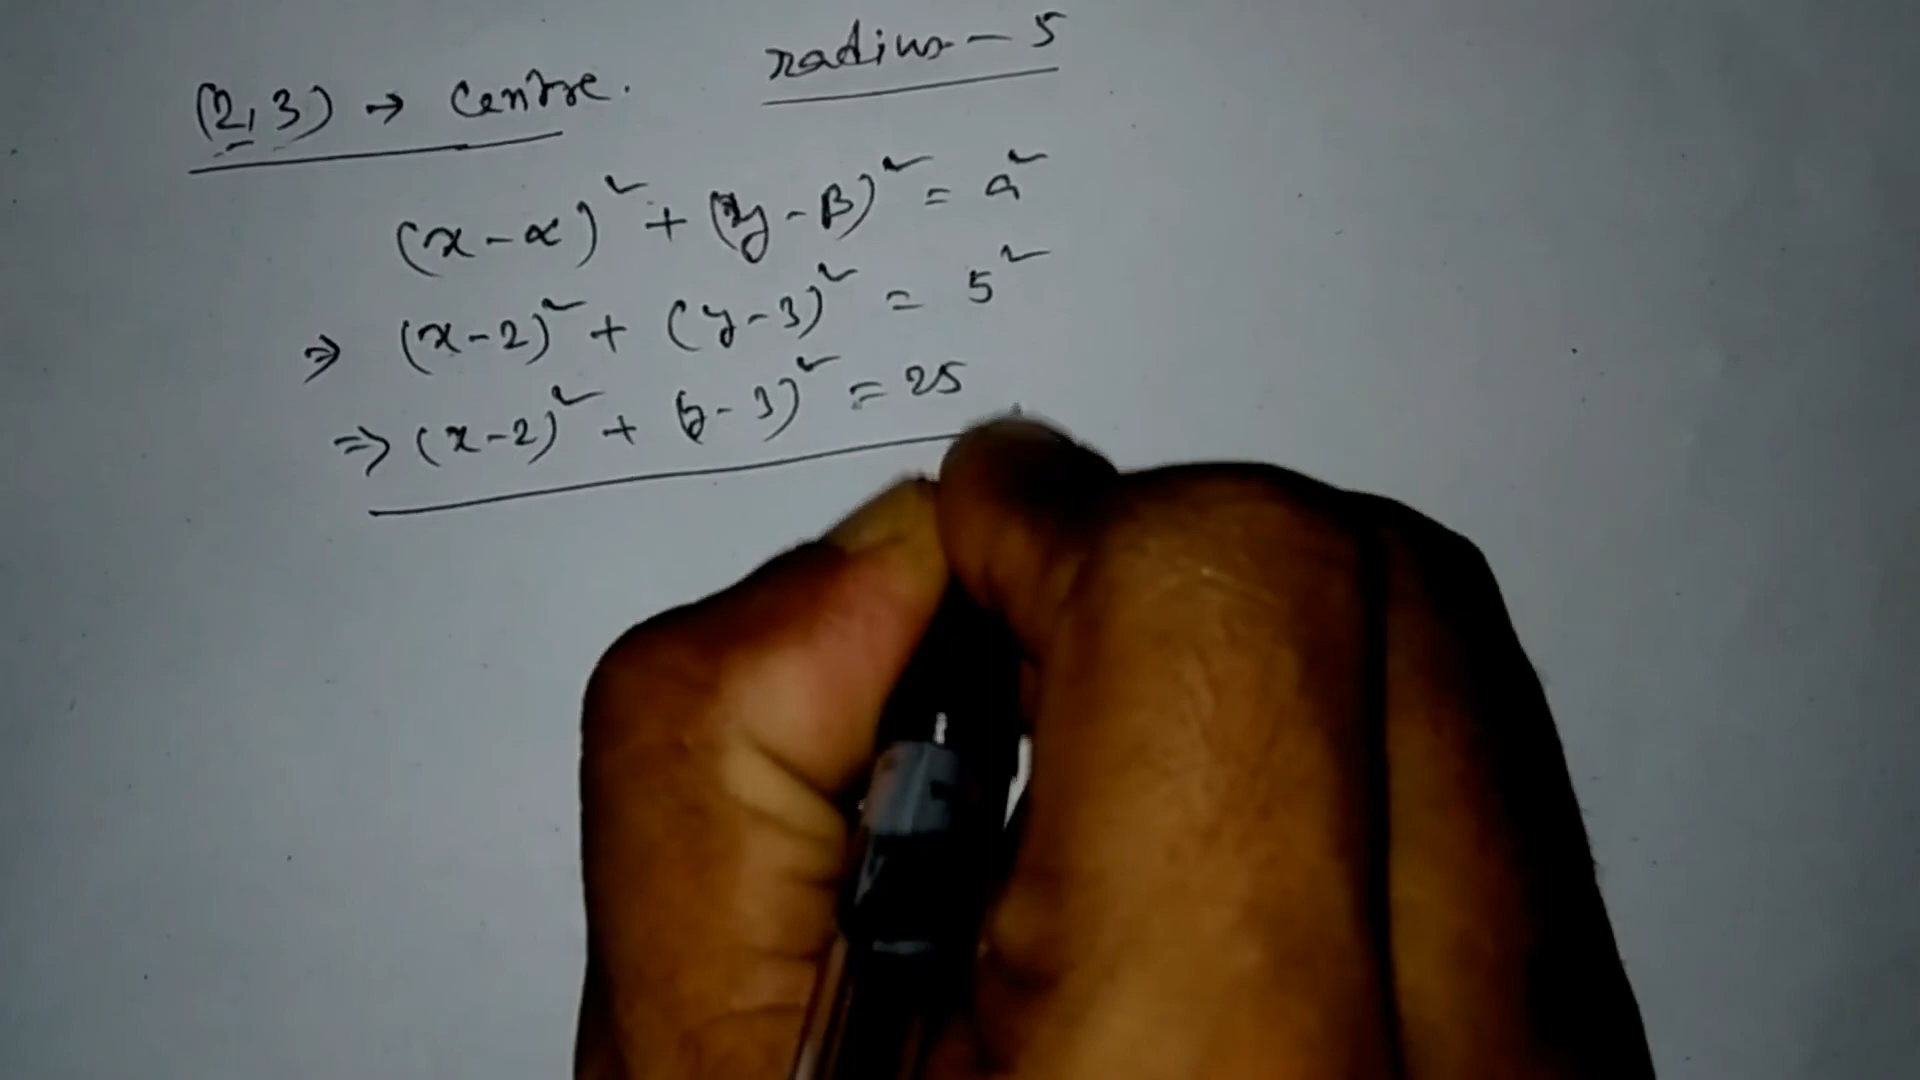 (2,3) → Centre. radius – 5
(x-α)² + (y-β)² = a²
⇒ (x-2)² + (y-3)² = 5²
⇒ (x-2)² + (y-3)² = 25